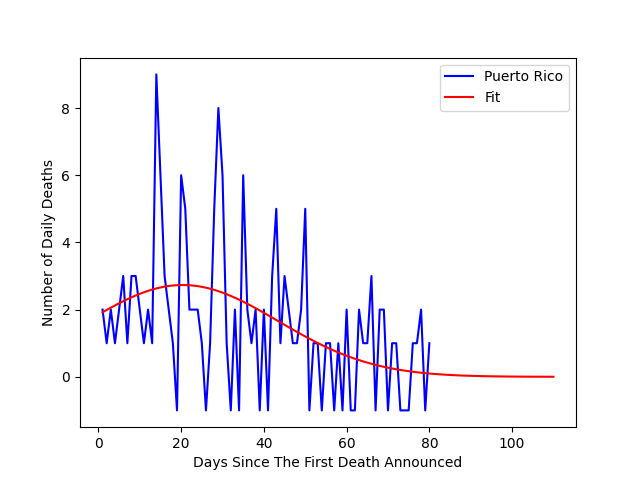 Puerto Rico
Fit
Number of Daily Deaths
8
6
4
2
0
0 20 40 60 80 100
Days Since The First Death Announced